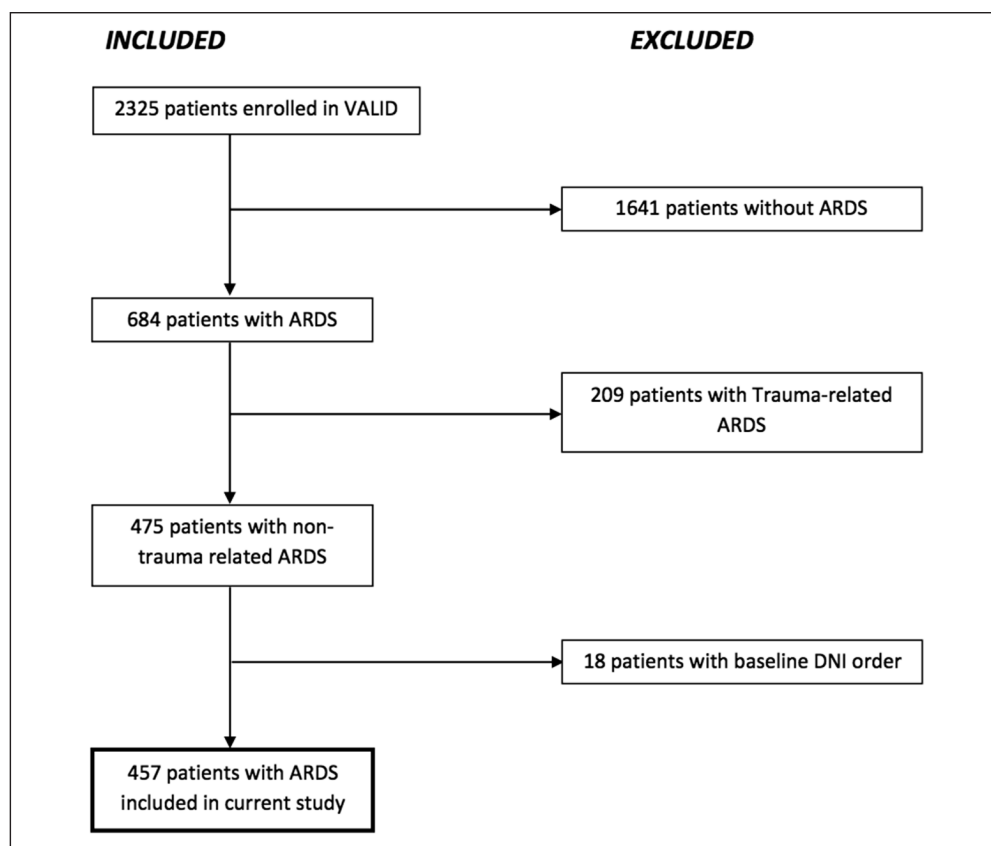 INCLUDED
EXCLUDED
2325 patients enrolled in VALID
1641 patients without ARDS
684 patients with ARDS
209 patients with Trauma-related
ARDS
475 patients with non-
trauma related ARDS
18 patients with baseline DNI order
457 patients with ARDS
included in current study